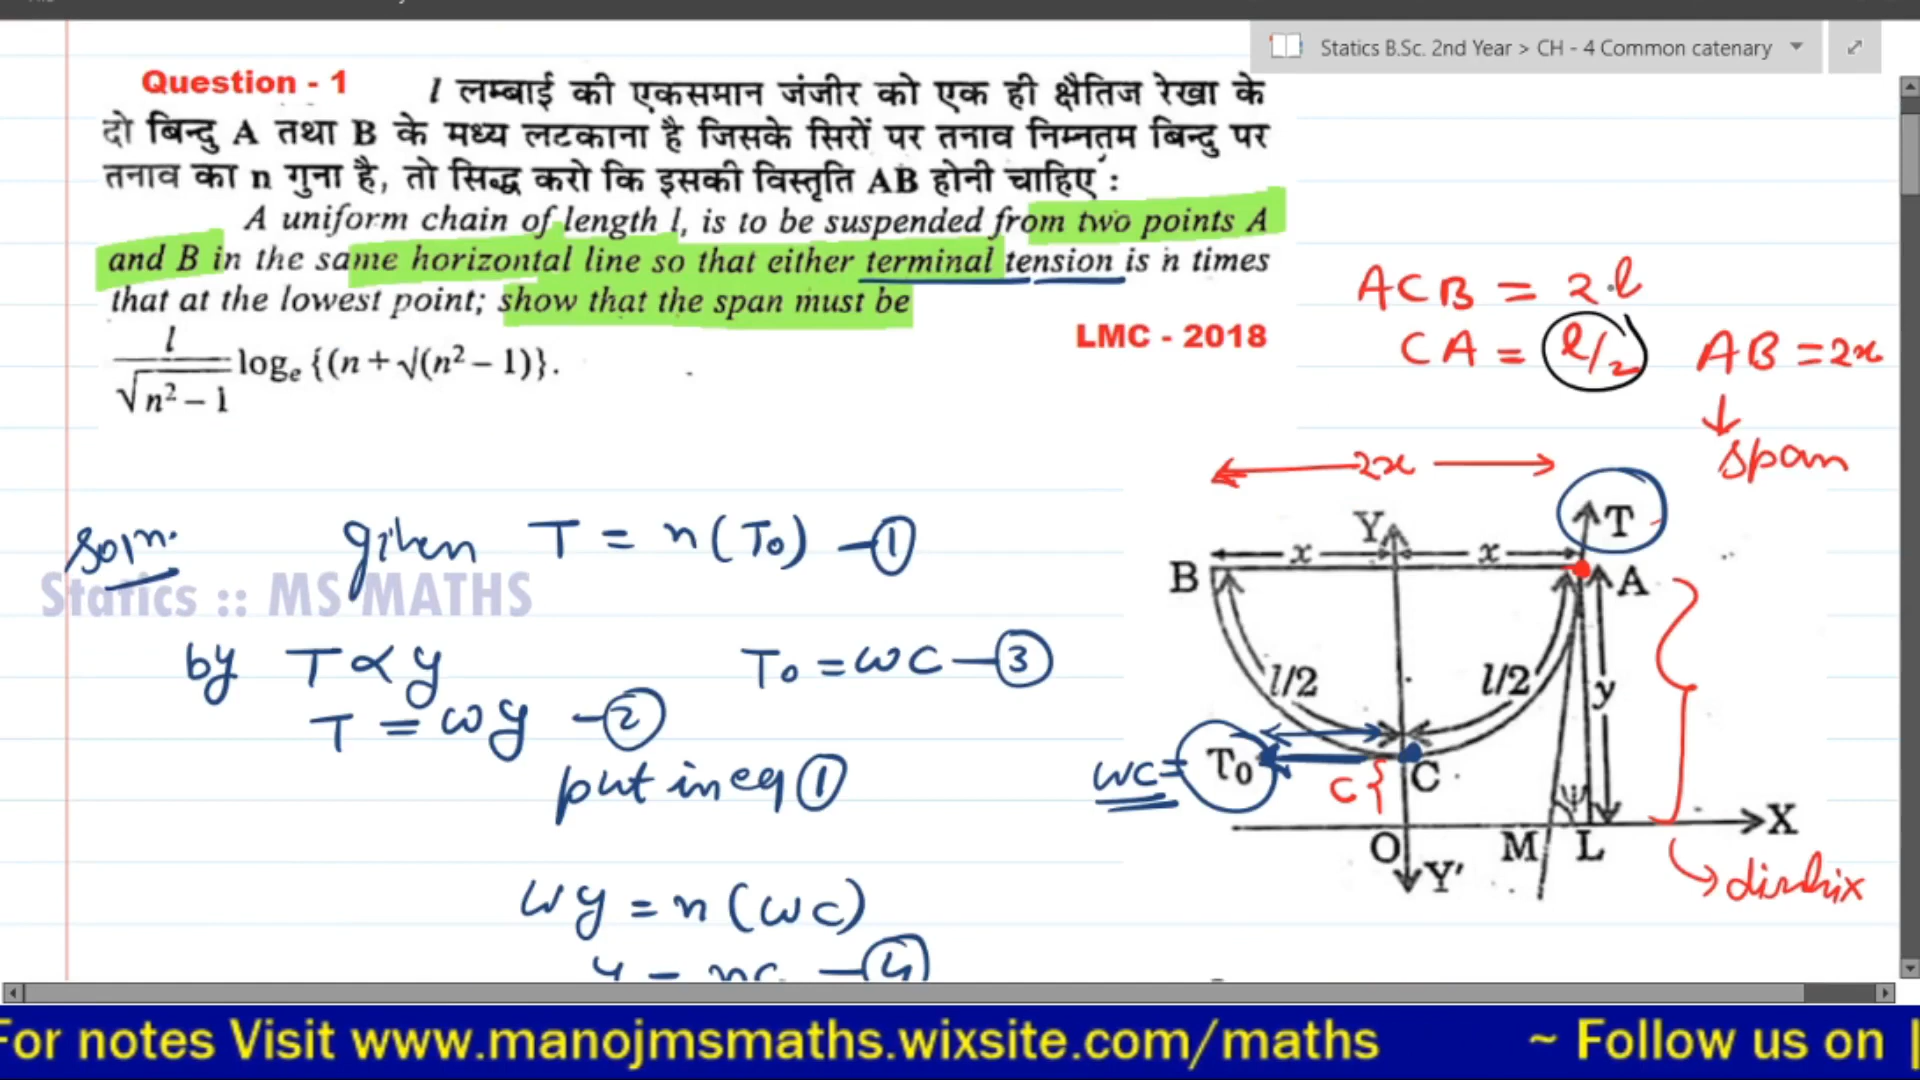 Statics B.Sc. 2nd Year > CH - 4 Common catenary
Question - 1 l लम्बाई की एकसमान जंजीर को एक ही क्षैतिज रेखा के
दो बिन्दु A तथा B के मध्य लटकाना है जिसके सिरों पर तनाव निम्नतम बिन्दु पर
तनाव का n गुना है, तो सिद्ध करो कि इसकी विस्तृति AB होनी चाहिए :
A uniform chain of length l, is to be suspended from two points A
and B in the same horizontal line so that either terminal tension is n times
that at the lowest point; show that the span must be
LMC - 2018
l/√n² − 1 logₑ {(n + √(n² − 1)}.
ACB = 2l
CA = l/2 AB = 2x
↓
span
2x
Soln. given T = n(T₀) —①
Statics :: MS MATHS
by T ∝ y T₀ = wc —③
T = wy —②
put in eq ①
wy = n(wc)
y = nc —④
Y T
B x x A
l/2 l/2 y
wc = T₀ C { C ψ
O M L X
Y'
For notes Visit www.manojmsmaths.wixsite.com/maths ~ Follow us on |